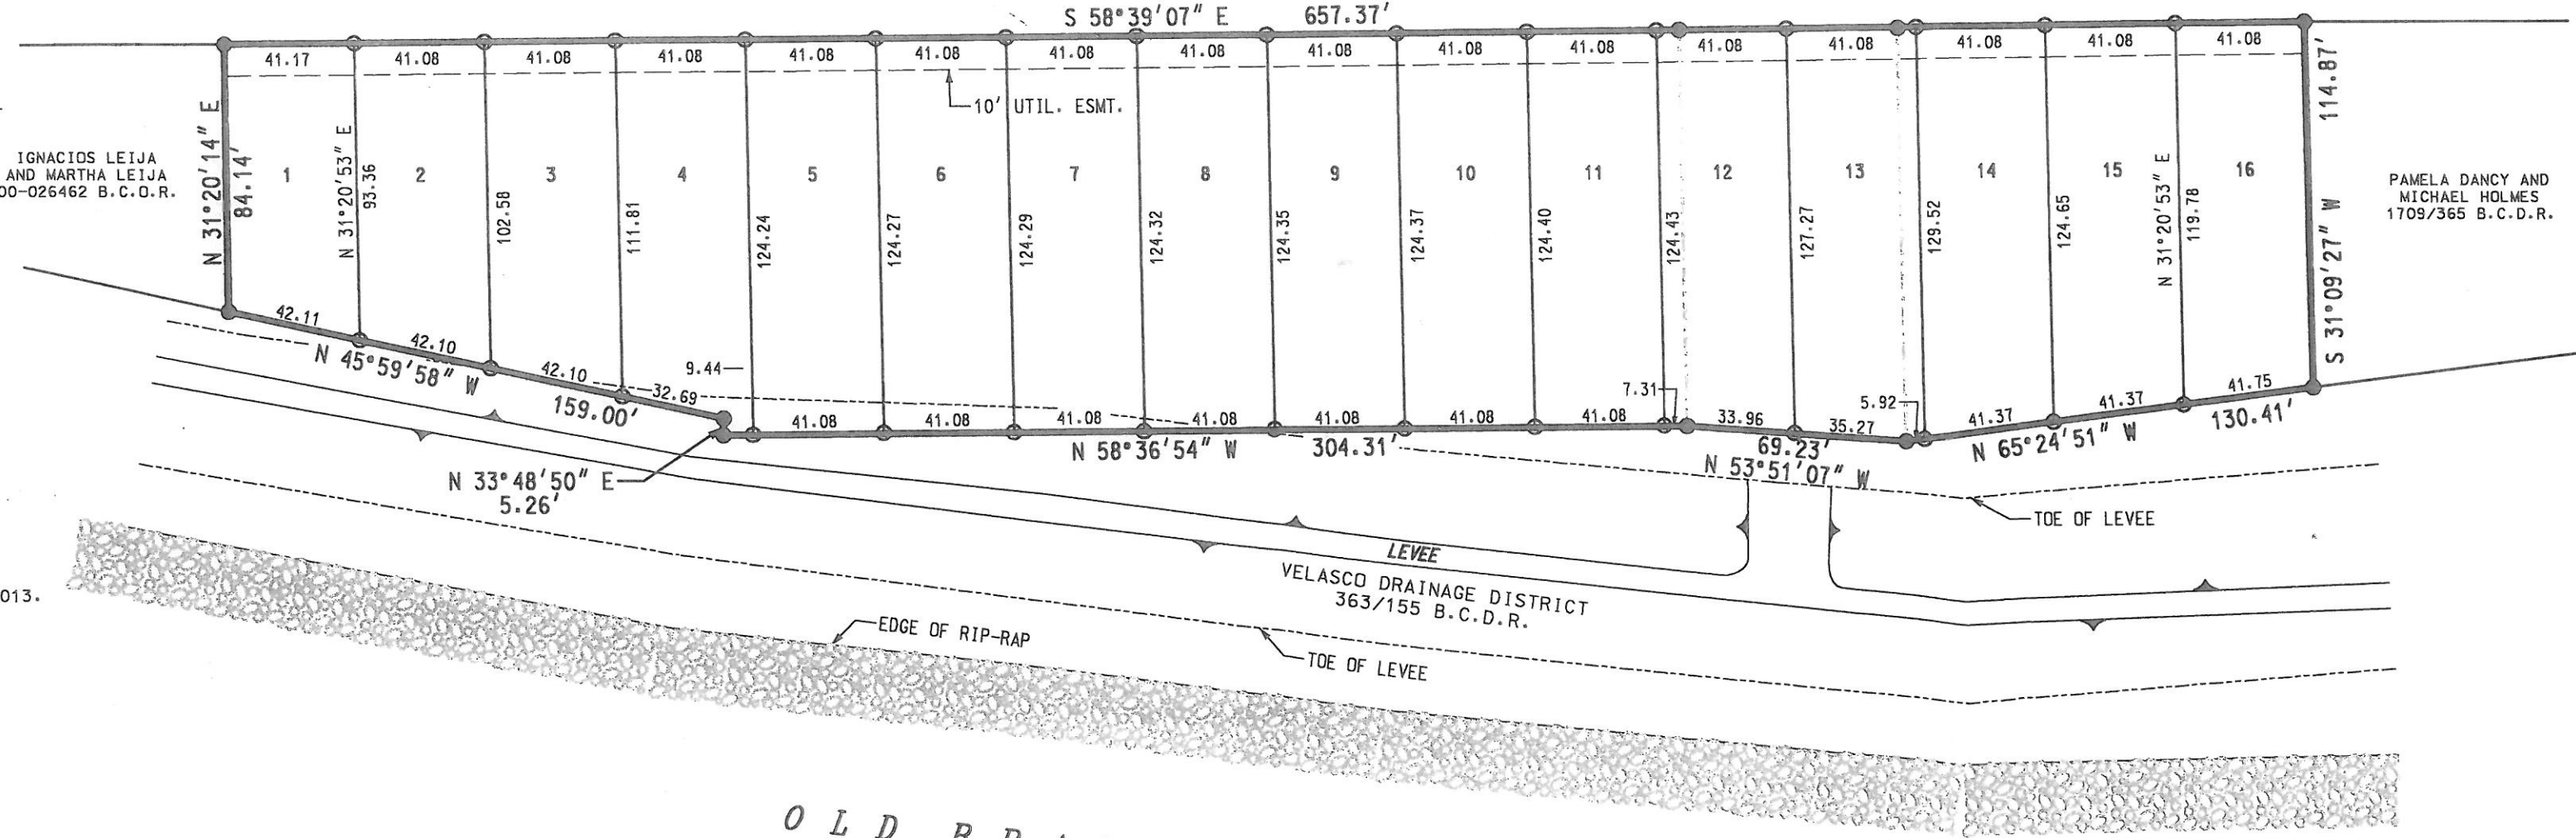 S 58°39'07" E 657.37'
41.17 41.08 41.08 41.08 41.08 41.08 41.08 41.08 41.08 41.08 41.08 41.08 41.08 41.08 41.08 41.08
10' UTIL. ESMT.
IGNACIOS LEIJA
AND MARTHA LEIJA
00-026462 B.C.O.R.
N 31°20'14" E
84.14'
1 2 3 4 5 6 7 8 9 10 11 12 13 14 15 16
N 31°20'53" E
93.36
102.58
111.81
124.24
124.27
124.29
124.32
124.35
124.37
124.40
124.43
127.27
129.52
124.65
N 31°20'53" E
119.78
S 31°09'27" W 114.87'
PAMELA DANCY AND
MICHAEL HOLMES
1709/365 B.C.D.R.
42.11 42.10 42.10 32.69
9.44
41.08 41.08 41.08 41.08 41.08 41.08 41.08
7.31
33.96 35.27
5.92
41.37 41.37 41.75
N 45°59'58" W
159.00'
N 58°36'54" W 304.31'
69.23'
N 53°51'07" W
N 65°24'51" W 130.41'
N 33°48'50" E
5.26'
TOE OF LEVEE
LEVEE
VELASCO DRAINAGE DISTRICT
363/155 B.C.D.R.
013.
EDGE OF RIP-RAP
TOE OF LEVEE
OLD